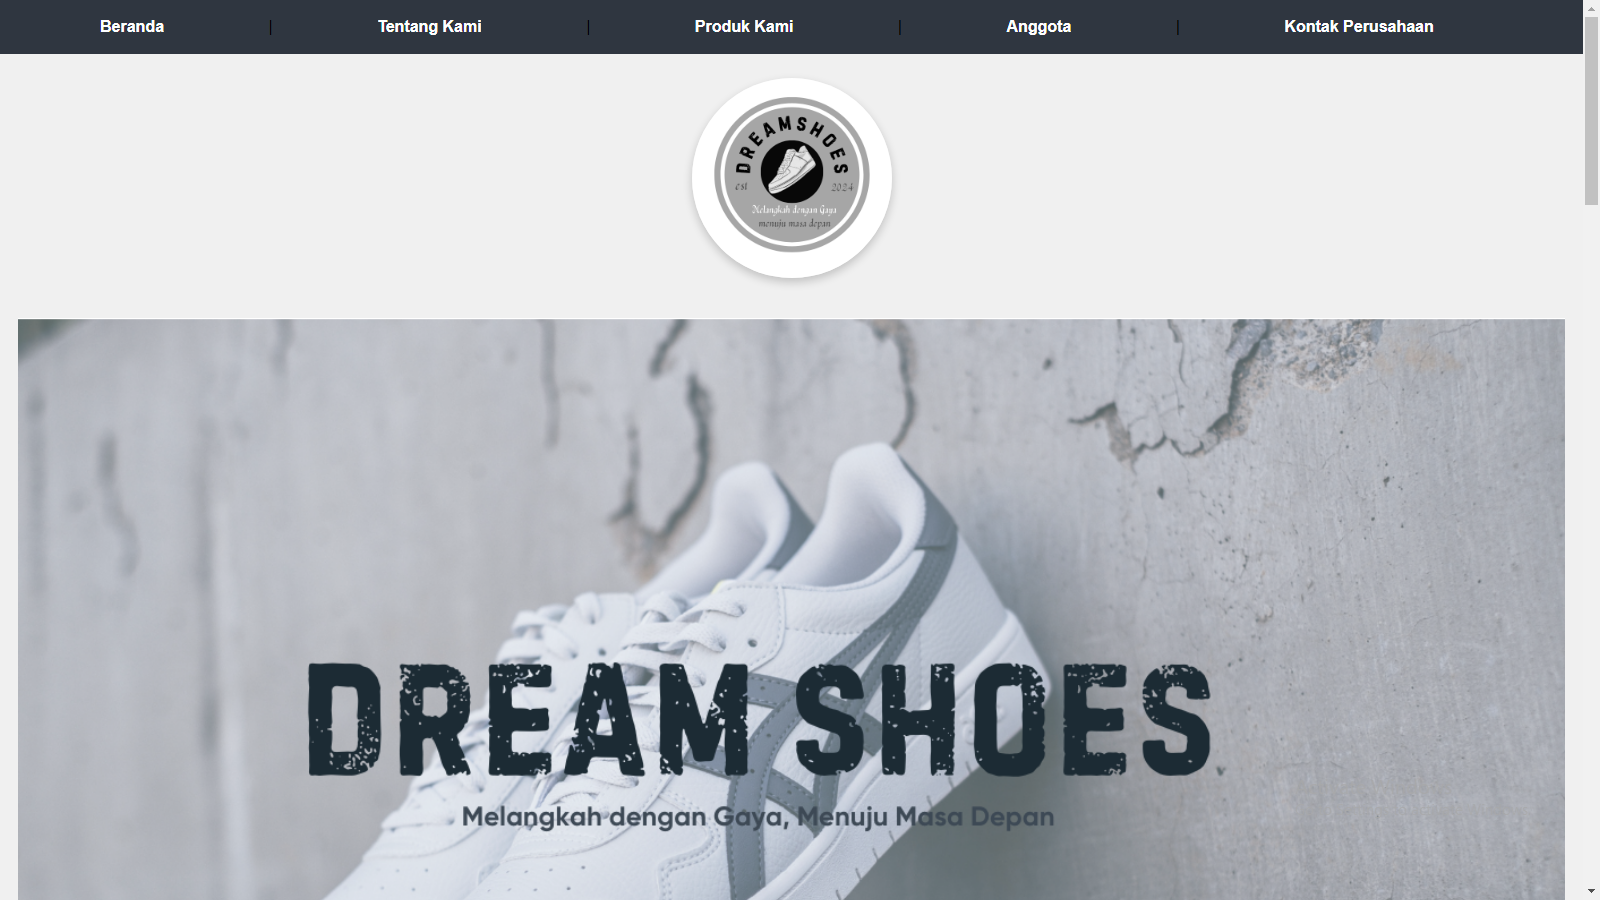 Beranda | Tentang Kami | Produk Kami | Anggota | Kontak Perusahaan
DREAMSHOES
est 2024
Melangkah dengan Gaya
menuju masa depan
DREAM SHOES
Melangkah dengan Gaya, Menuju Masa Depan